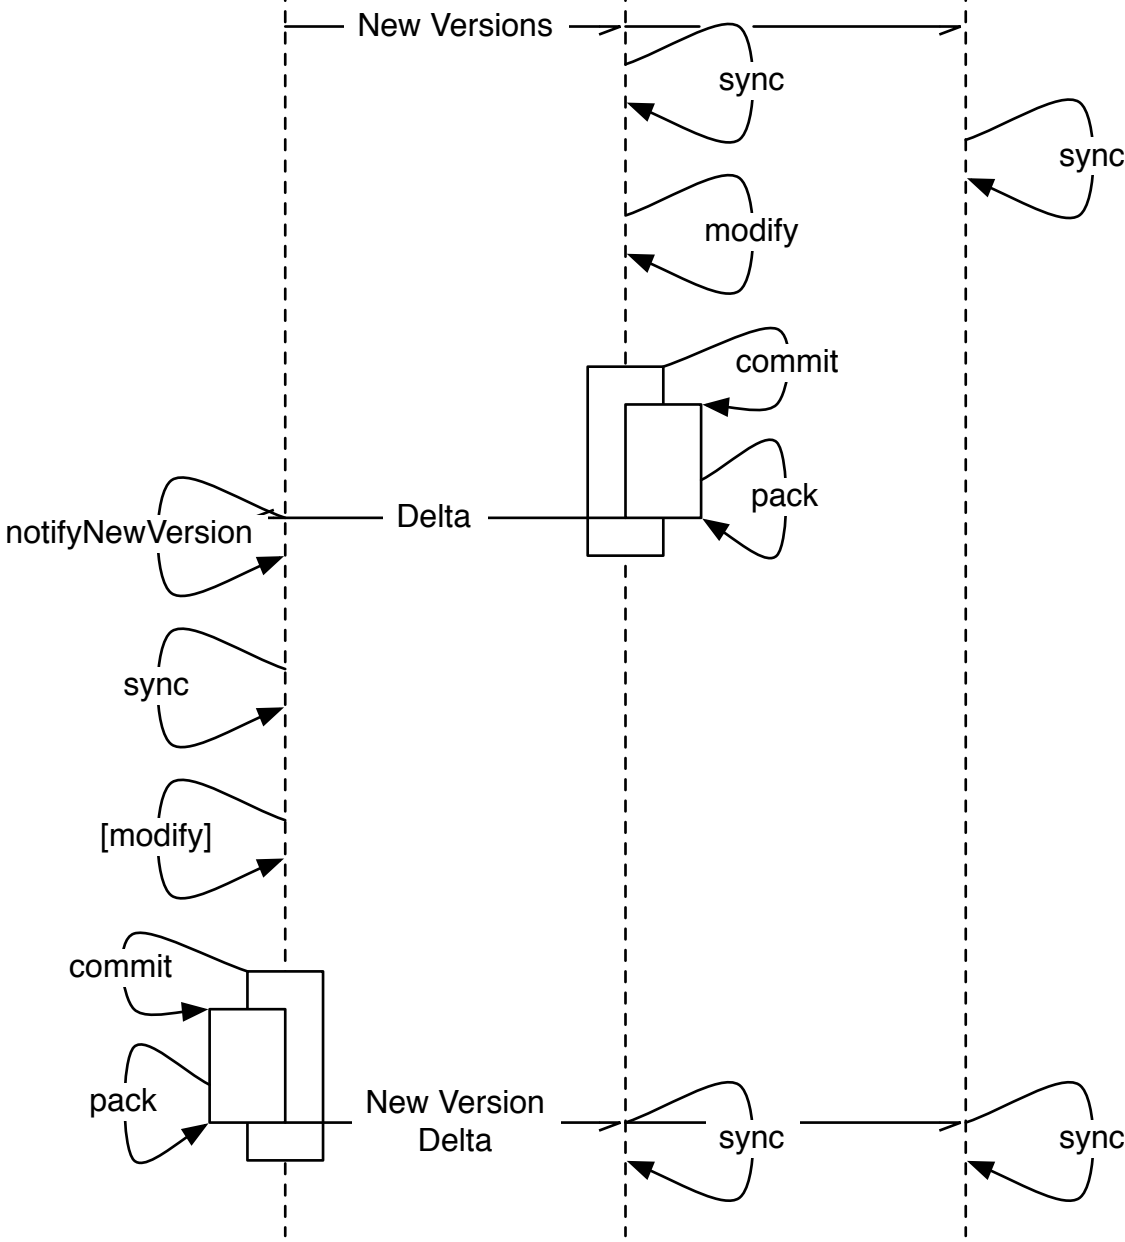 New Versions
sync
sync
modify
commit
pack
Delta
notifyNewVersion
sync
[modify]
commit
pack
New Version
Delta
sync
sync